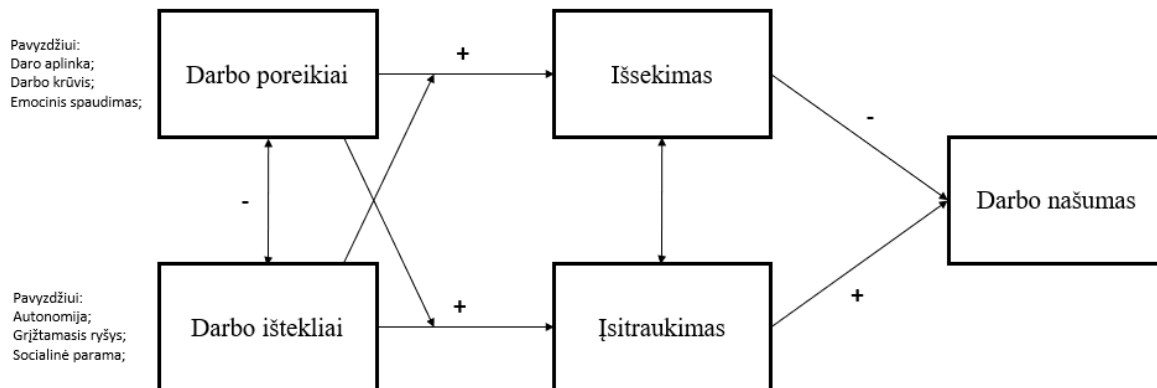 Pavyzdžiui:
Daro aplinka;
Darbo krūvis;
Emocinis spaudimas;
Darbo poreikiai
+
Išsekimas
-
-
Darbo našumas
Pavyzdžiui:
Autonomija;
Grįžtamasis ryšys;
Socialinė parama;
Darbo ištekliai
+
Įsitraukimas
+